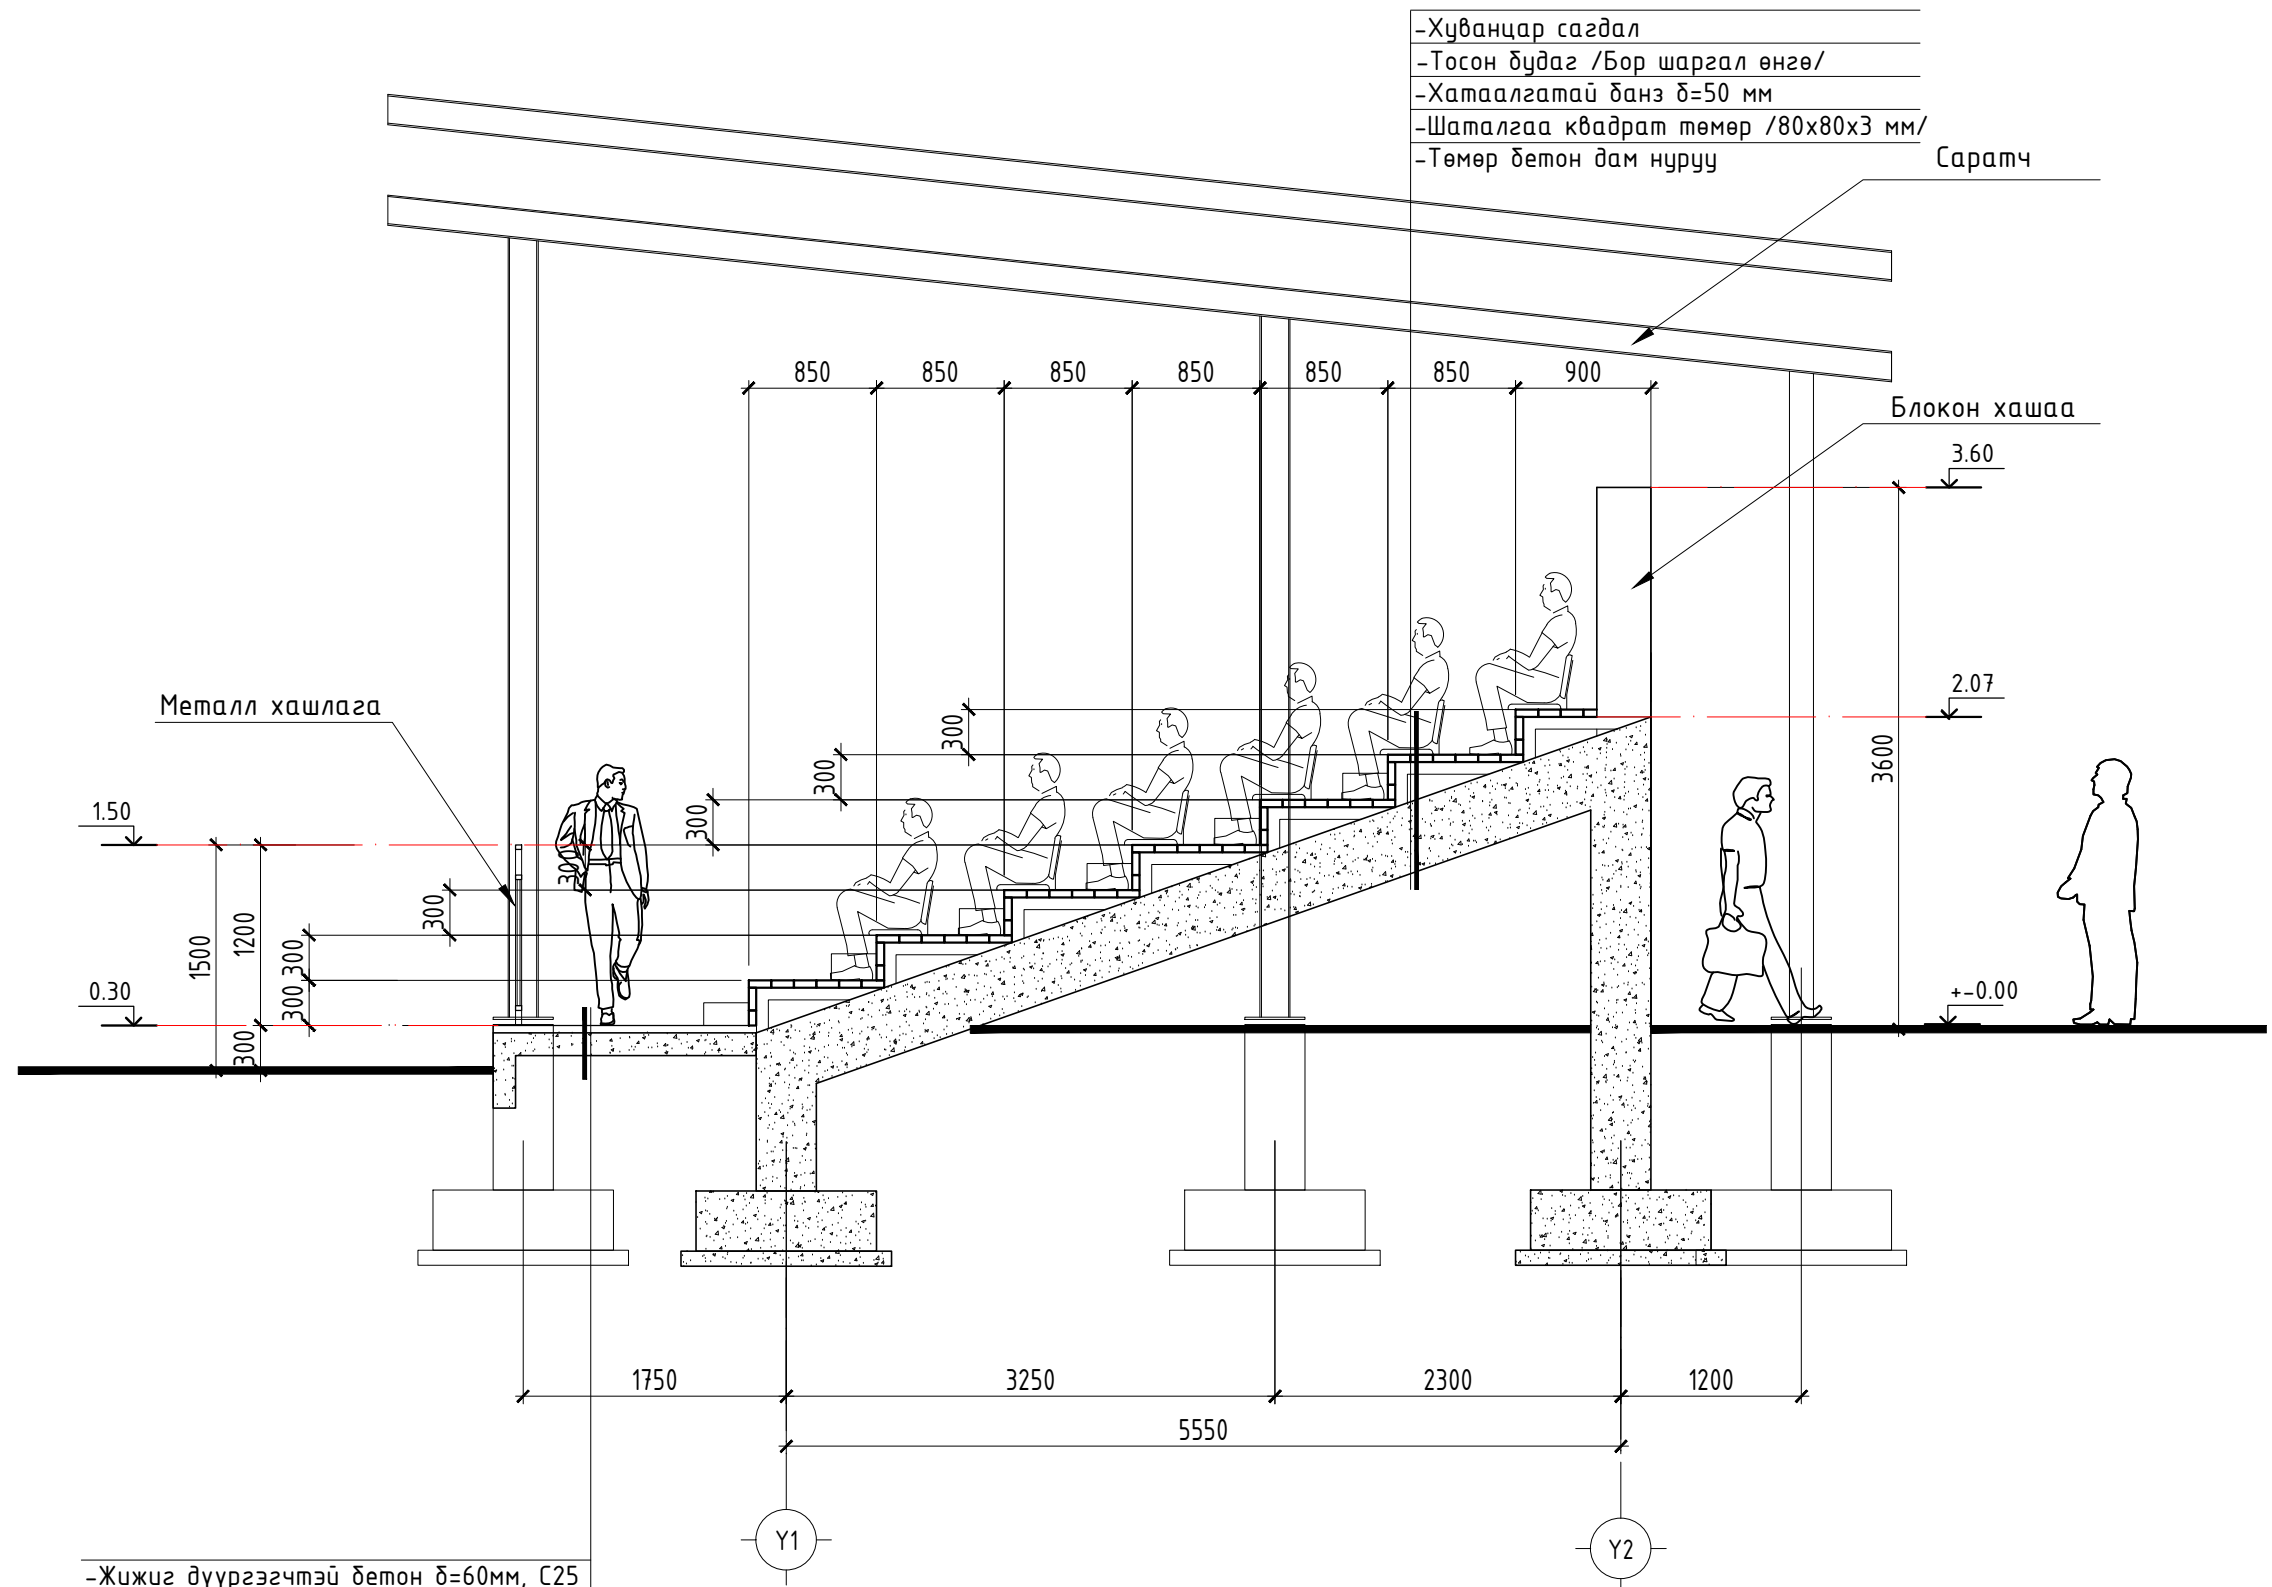 -Хуванцар сагдал
-Тосон будаг /Бор шаргал өнгө/
-Хатаалгатай банз δ=50 мм
-Шаталгаа квадрат төмөр /80х80х3 мм/
-Төмөр бетон дам нуруу
Саратч
850 850 850 850 850 850 900
Блокон хашаа
3.60
2.07
Металл хашлага
300
300
300
3600
1.50
30
300
1200
1500
300
300
0.30
+-0.00
300
1750 3250 2300 1200
5550
Y1
Y2
-Жижиг дүүргэгчтэй бетон δ=60мм, С25